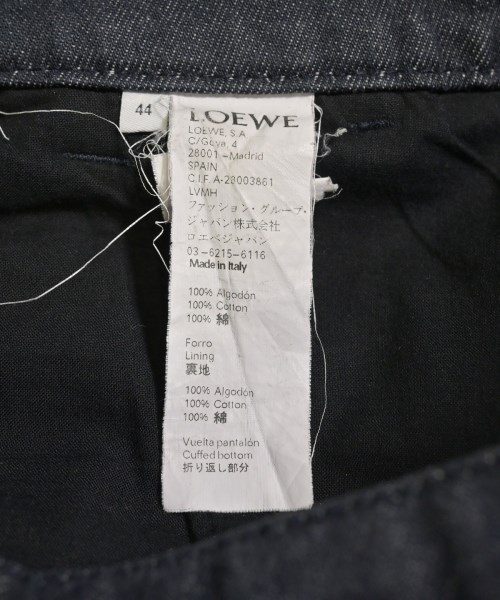 44
LOEWE
LOEWE, S.A.
C/Goya, 4
28001 -Madrid
SPAIN
C.I.F. A-28003861
LVMH
ファッション・グループ・
ジャパン株式会社
ロエベジャパン
03-6215-6116
Made in Italy
100% Algodón
100% Cotton
100% 綿
Forro
Lining
裏地
100% Algodon
100% Cotton
100% 綿
Vuelta pantalón
Cuffed bottom
折り返し部分